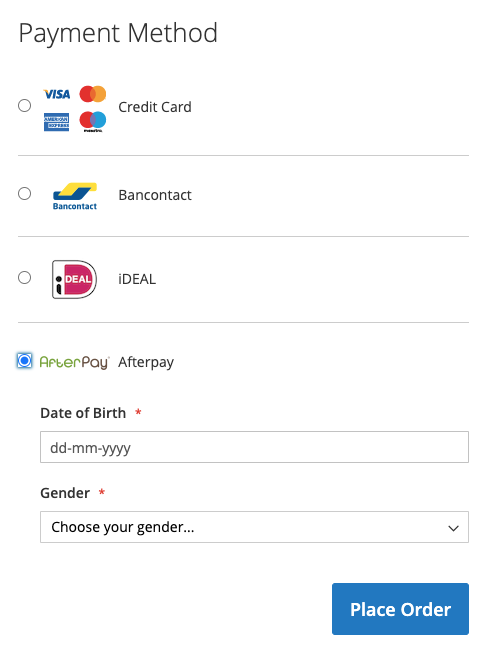 Payment Method
VISA
AMERICAN EXPRESS
maestro
Credit Card
Bancontact
Bancontact
iDEAL
iDEAL
AfterPay
Afterpay
Date of Birth *
dd-mm-yyyy
Gender *
Choose your gender...
Place Order